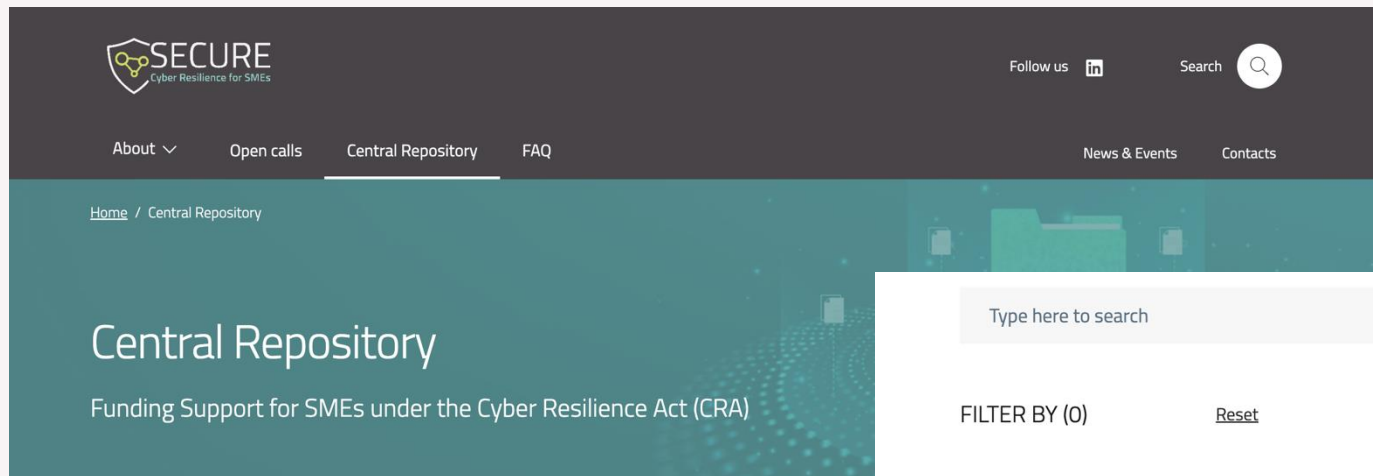 SECURE
Cyber Resilience for SMEs
Follow us in
Search
About
Open calls
Central Repository
FAQ
News & Events
Contacts
Home / Central Repository
Central Repository
Funding Support for SMEs under the Cyber Resilience Act (CRA)
Type here to search
FILTER BY (0)
Reset